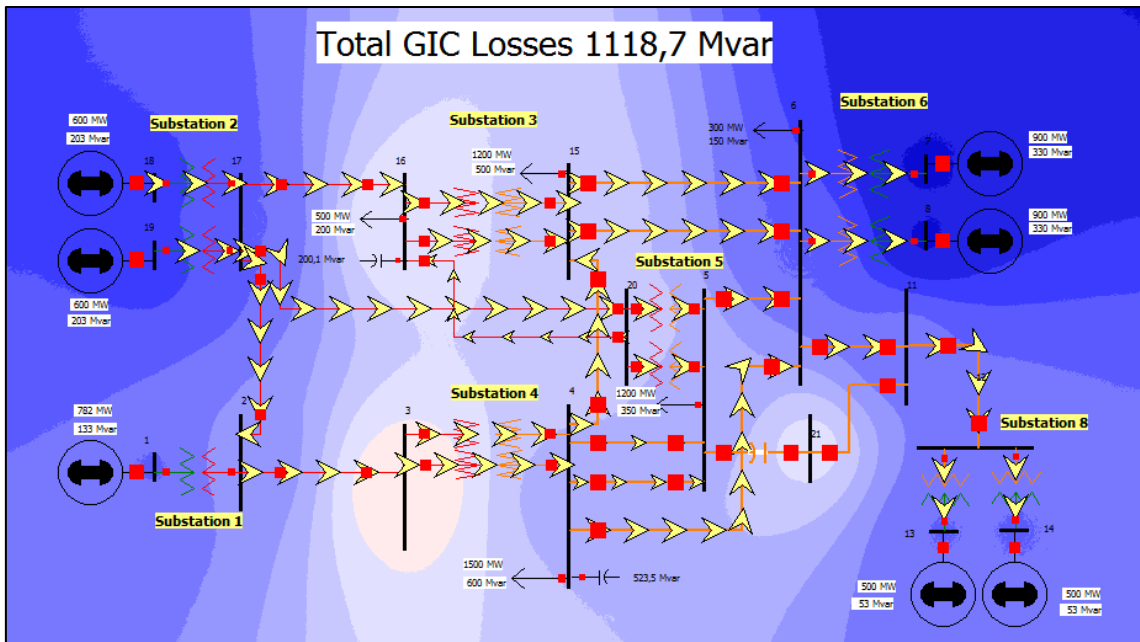 Total GIC Losses 1118,7 Mvar
Substation 2
Substation 3
Substation 6
600 MW
203 Mvar
18
17
16
1200 MW
500 Mvar
15
300 MW
150 Mvar
6
900 MW
330 Mvar
500 MW
200 Mvar
8
900 MW
330 Mvar
19
200,1 Mvar
600 MW
203 Mvar
Substation 5
20
5
11
1200 MW
350 Mvar
Substation 4
782 MW
133 Mvar
1
2
3
4
21
Substation 8
Substation 1
13
14
1500 MW
600 Mvar
523,5 Mvar
500 MW
53 Mvar
500 MW
53 Mvar